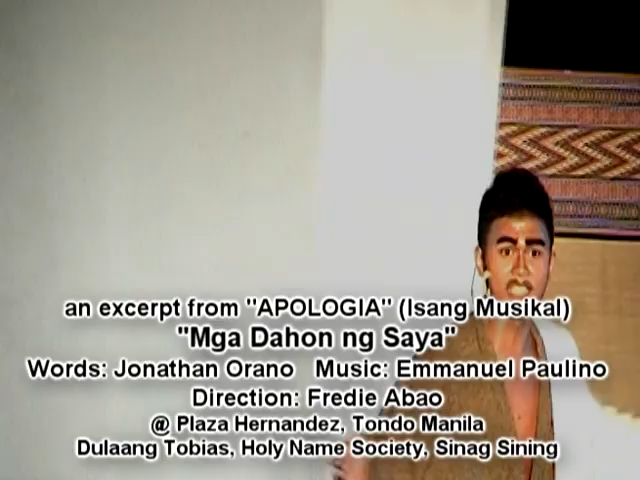 an excerpt from "APOLOGIA" (Isang Musikal)
"Mga Dahon ng Saya"
Words: Jonathan Orano Music: Emmanuel Paulino
Direction: Fredie Abao
@ Plaza Hernandez, Tondo Manila
Dulaang Tobias, Holy Name Society, Sinag Sining